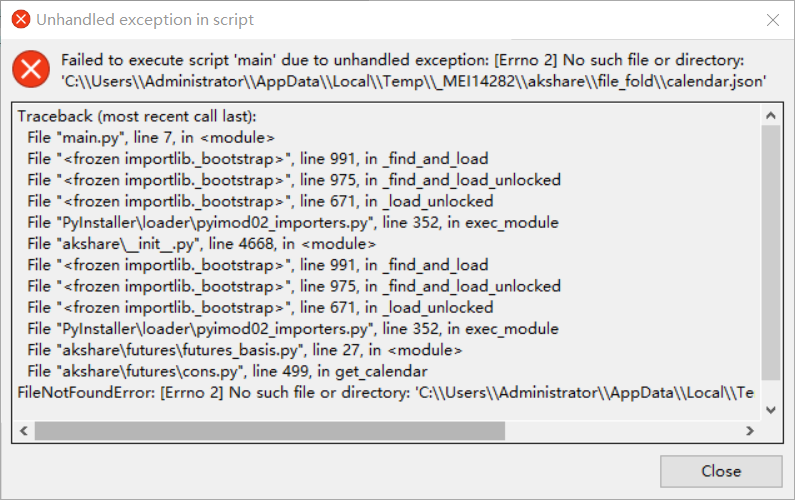 Unhandled exception in script
Failed to execute script 'main' due to unhandled exception: [Errno 2] No such file or directory:
'C:\\Users\\Administrator\\AppData\\Local\\Temp\\_MEI14282\\akshare\\file_fold\\calendar.json'
Traceback (most recent call last):
File "main.py", line 7, in <module>
File "<frozen importlib._bootstrap>", line 991, in _find_and_load
File "<frozen importlib._bootstrap>", line 975, in _find_and_load_unlocked
File "<frozen importlib._bootstrap>", line 671, in _load_unlocked
File "PyInstaller\loader\pyimod02_importers.py", line 352, in exec_module
File "akshare\__init__.py", line 4668, in <module>
File "<frozen importlib._bootstrap>", line 991, in _find_and_load
File "<frozen importlib._bootstrap>", line 975, in _find_and_load_unlocked
File "<frozen importlib._bootstrap>", line 671, in _load_unlocked
File "PyInstaller\loader\pyimod02_importers.py", line 352, in exec_module
File "akshare\futures\futures_basis.py", line 27, in <module>
File "akshare\futures\cons.py", line 499, in get_calendar
FileNotFoundError: [Errno 2] No such file or directory: 'C:\\Users\\Administrator\\AppData\\Local\\Te
Close